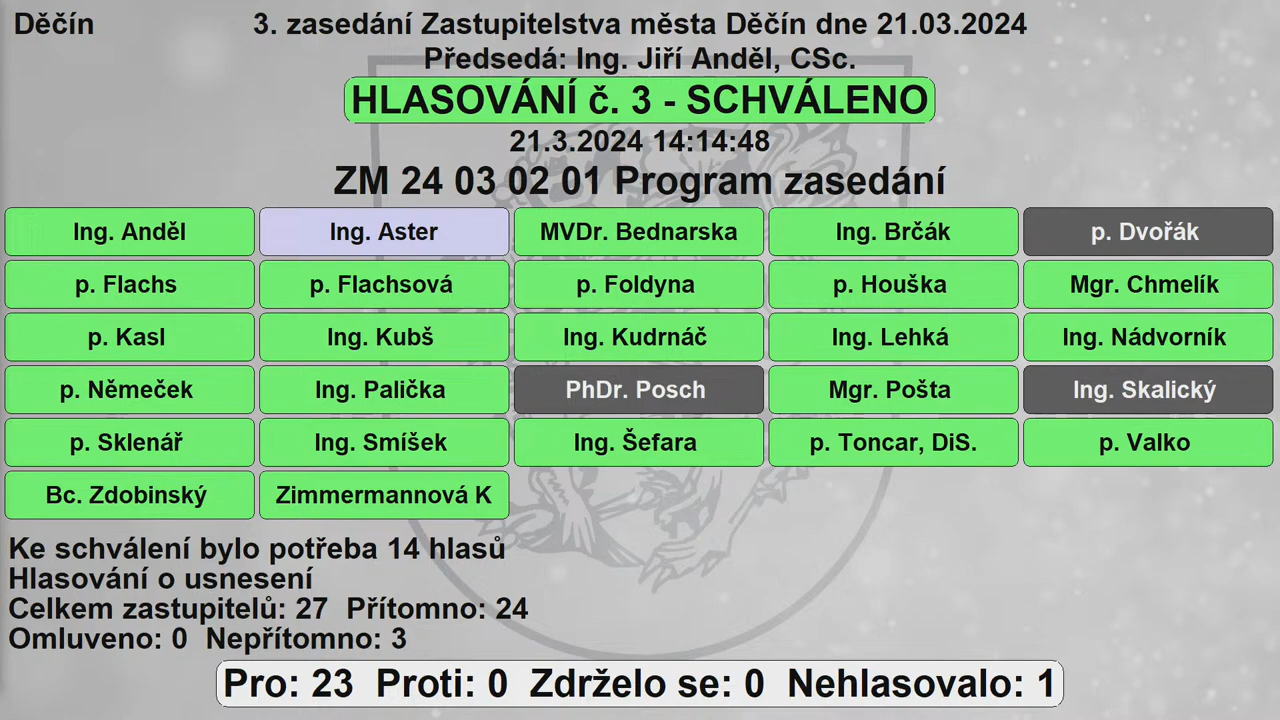 Děčín 3. zasedání Zastupitelstva města Děčín dne 21.03.2024
Předsedá: Ing. Jiří Anděl, CSc.
HLASOVÁNÍ č. 3 - SCHVÁLENO
21.3.2024 14:14:48
ZM 24 03 02 01 Program zasedání
Ing. Anděl Ing. Aster MVDr. Bednarska Ing. Brčák p. Dvořák
p. Flachs p. Flachsová p. Foldyna p. Houška Mgr. Chmelík
p. Kasl Ing. Kubš Ing. Kudrnáč Ing. Lehká Ing. Nádvorník
p. Němeček Ing. Palička PhDr. Posch Mgr. Pošta Ing. Skalický
p. Sklenář Ing. Smíšek Ing. Šefara p. Toncar, DiS. p. Valko
Bc. Zdobinský Zimmermannová K
Ke schválení bylo potřeba 14 hlasů
Hlasování o usnesení
Celkem zastupitelů: 27 Přítomno: 24
Omluveno: 0 Nepřítomno: 3
Pro: 23 Proti: 0 Zdrželo se: 0 Nehlasovalo: 1